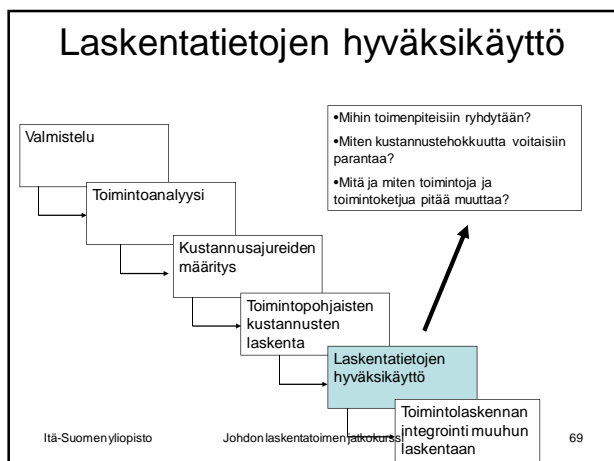 Laskentatietojen hyväksikäyttö
•Mihin toimenpiteisiin ryhdytään?
•Miten kustannustehokkuutta voitaisiin
parantaa?
•Mitä ja miten toimintoja ja
toimintoketjua pitää muuttaa?
Valmistelu
Toimintoanalyysi
Kustannusajureiden
määritys
Toimintopohjaisten
kustannusten
laskenta
Laskentatietojen
hyväksikäyttö
Toimintolaskennan
integrointi muuhun
laskentaan
Itä-Suomen yliopisto
Johdon laskentatoimen jatkokurss
69